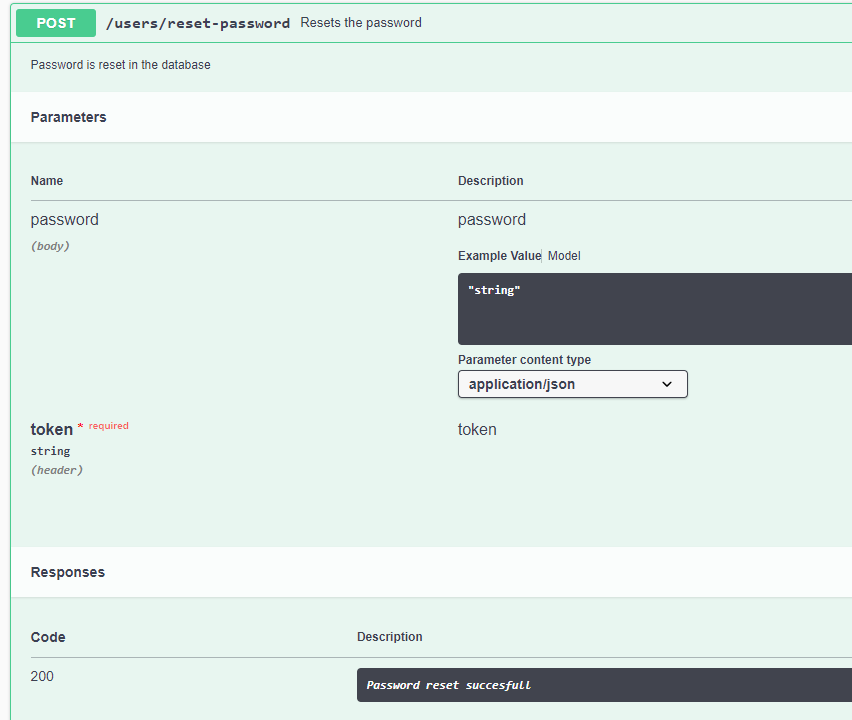 POST /users/reset-password Resets the password
Password is reset in the database
Parameters
Name Description
password password
(body)
Example Value Model
"string"
Parameter content type
application/json
token * required token
string
(header)
Responses
Code Description
200 Password reset succesfull